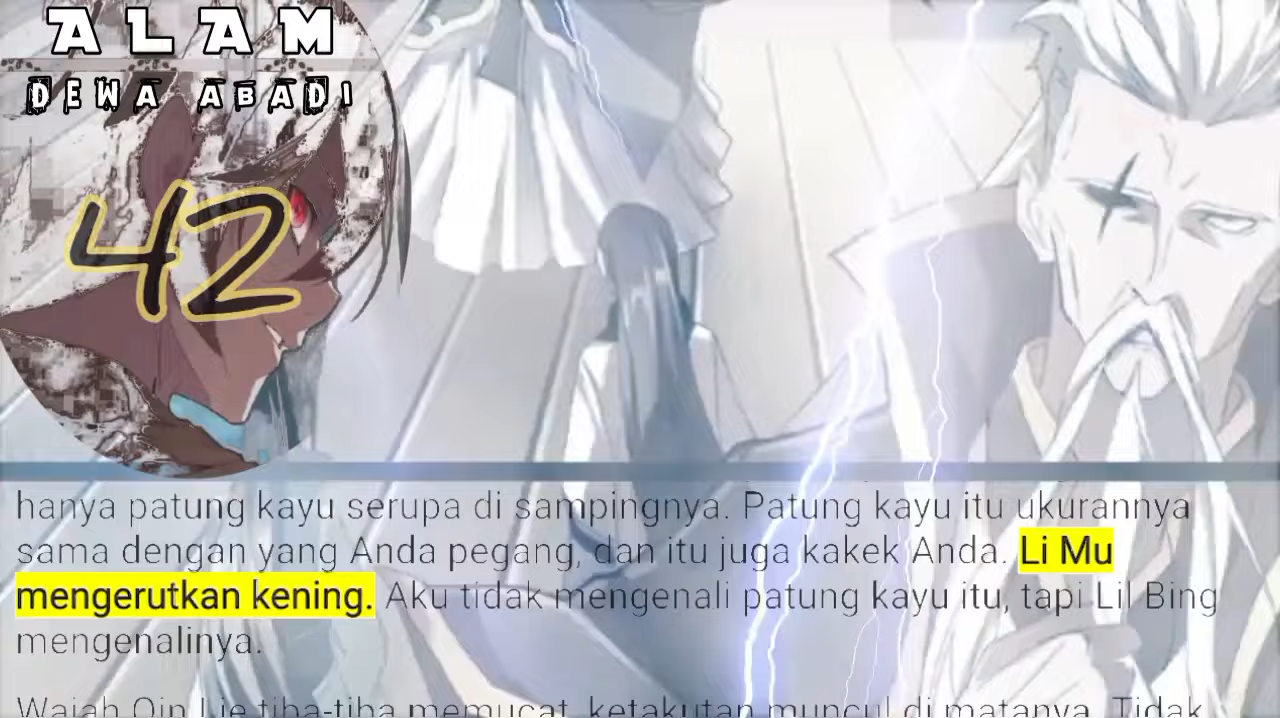 ALAM
DEWA ABADI
42
hanya patung kayu serupa di sampingnya. Patung kayu itu ukurannya
sama dengan yang Anda pegang, dan itu juga kakek Anda. Li Mu
mengerutkan kening. Aku tidak mengenali patung kayu itu, tapi Lil Bing
mengenalinya.
Wajah Qin Lie tiba-tiba memucat, ketakutan muncul di matanya. Tidak